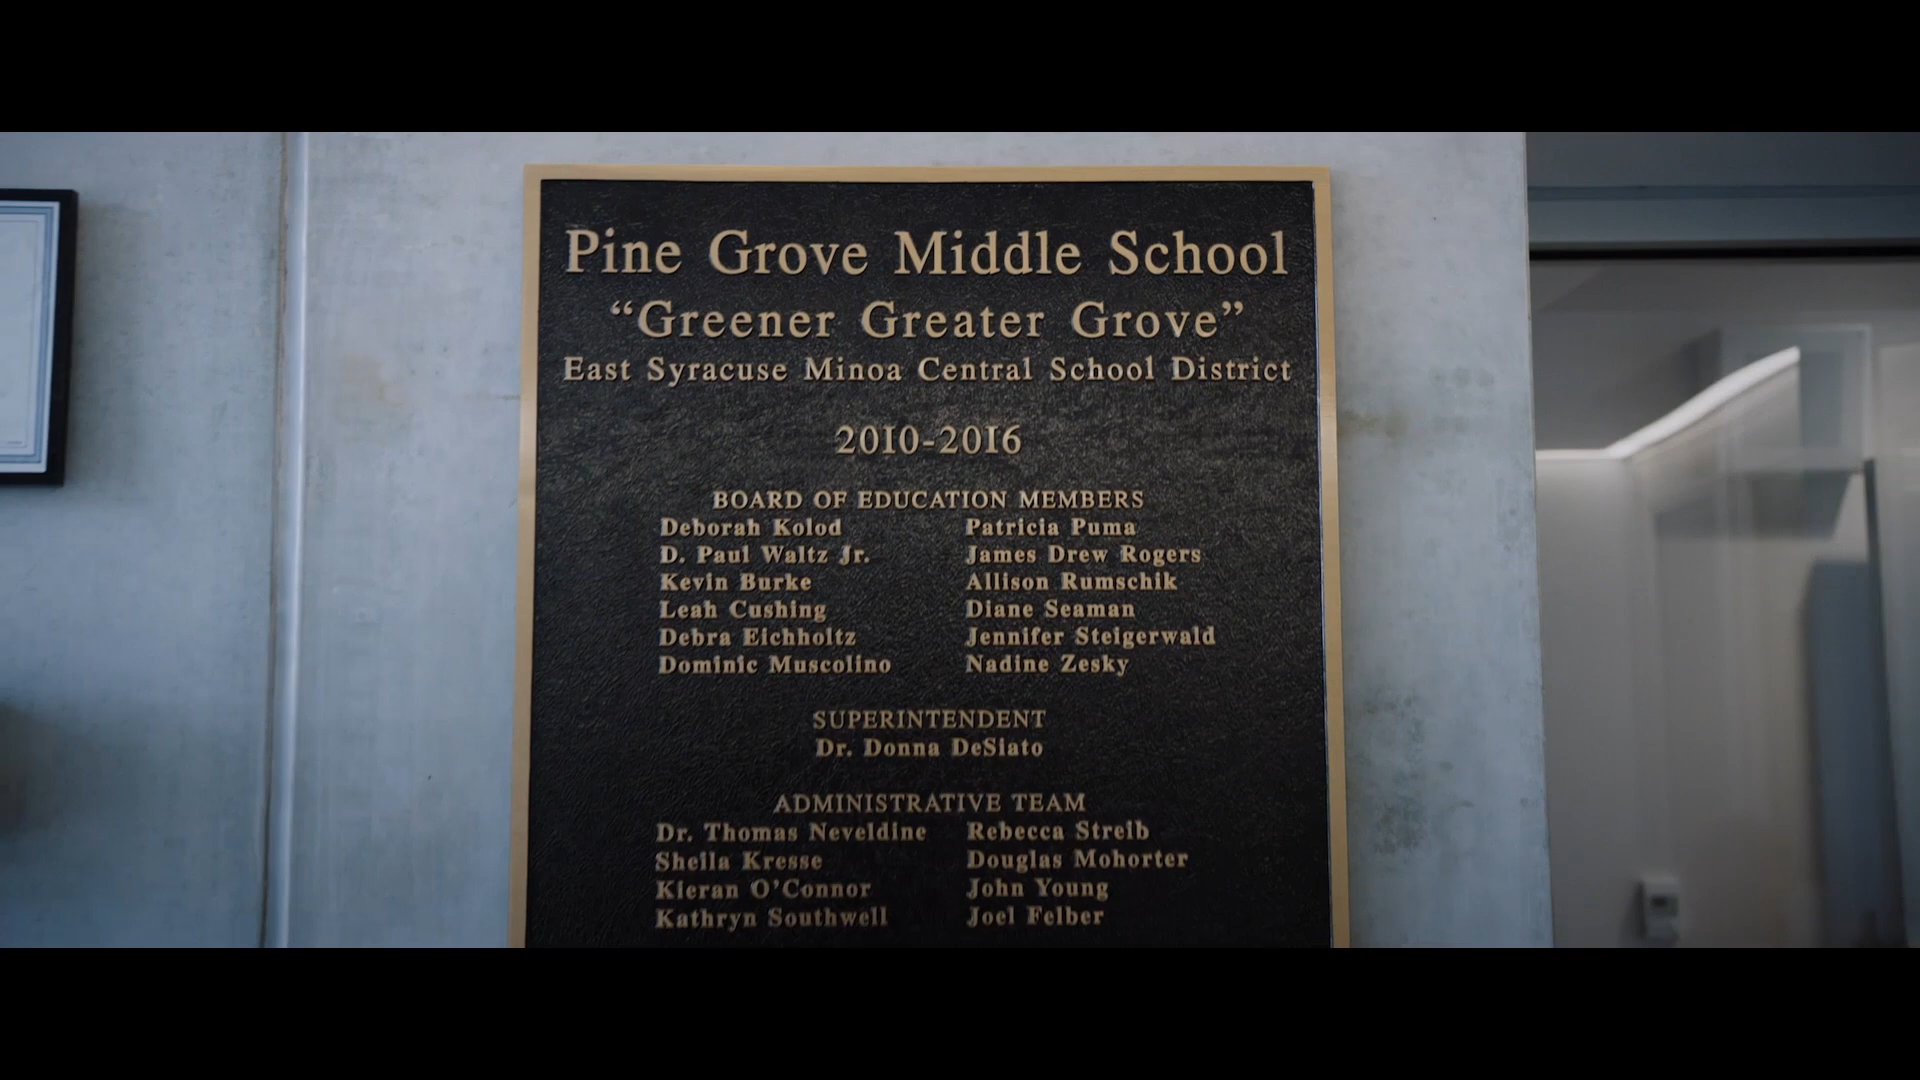 Pine Grove Middle School
“Greener Greater Grove”
East Syracuse Minoa Central School District
2010-2016
BOARD OF EDUCATION MEMBERS
Deborah Kolod Patricia Puma
D. Paul Waltz Jr. James Drew Rogers
Kevin Burke Allison Rumschik
Leah Cushing Diane Seaman
Debra Eichholtz Jennifer Steigerwald
Dominic Muscolino Nadine Zesky
SUPERINTENDENT
Dr. Donna DeSiato
ADMINISTRATIVE TEAM
Dr. Thomas Neveldine Rebecca Streib
Sheila Kresse Douglas Mohorter
Kieran O’Connor John Young
Kathryn Southwell Joel Felber